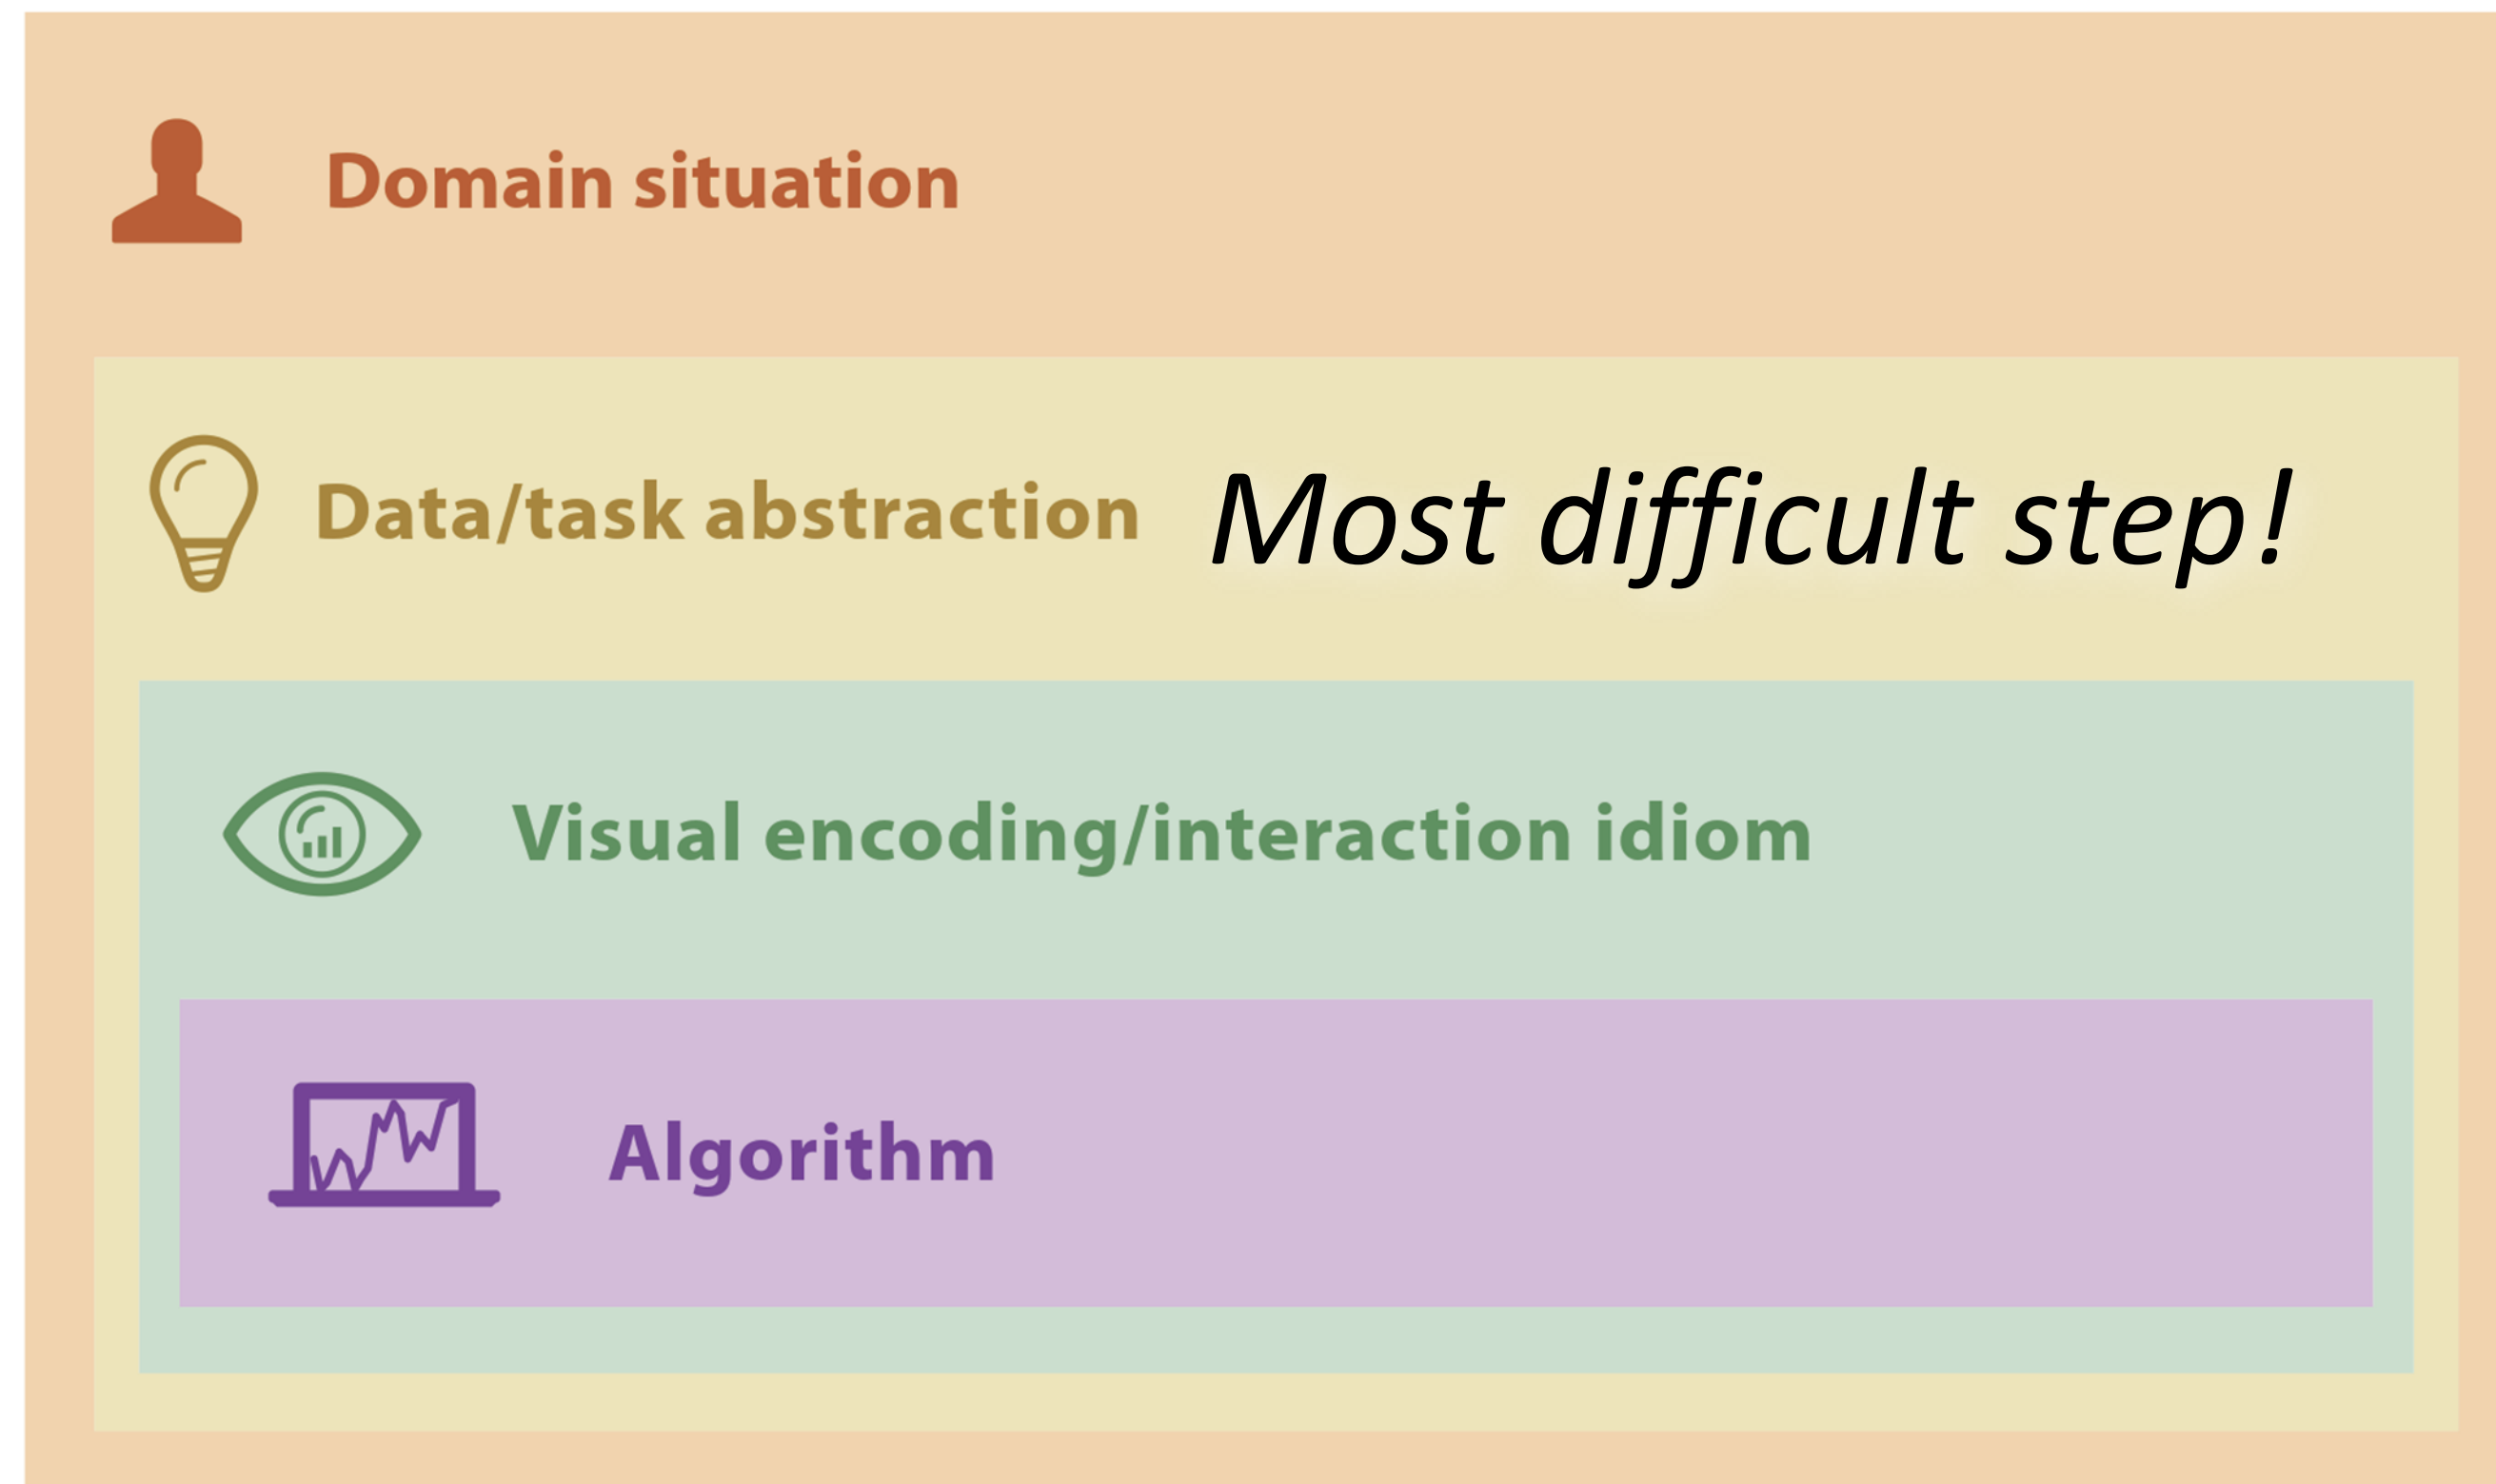 Domain situation
Data/task abstraction Most difficult step!
Visual encoding/interaction idiom
Algorithm